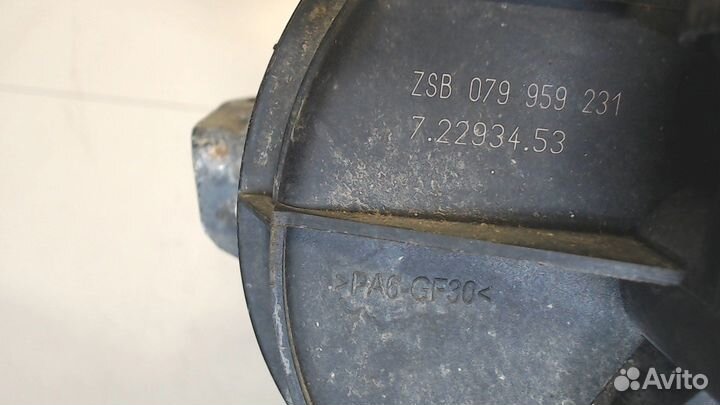 ZSB 079 959 231
7.22934.53
>PA6-GF30<
Avito